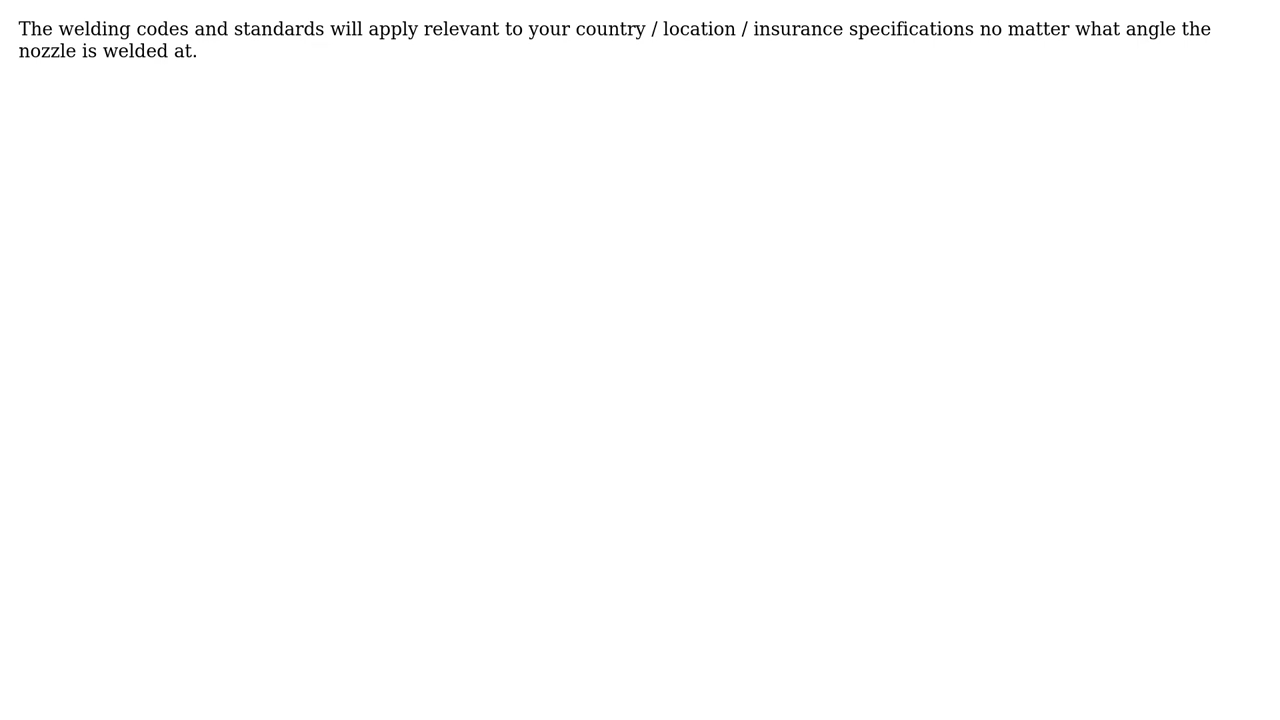 The welding codes and standards will apply relevant to your country / location / insurance specifications no matter what angle the
nozzle is welded at.